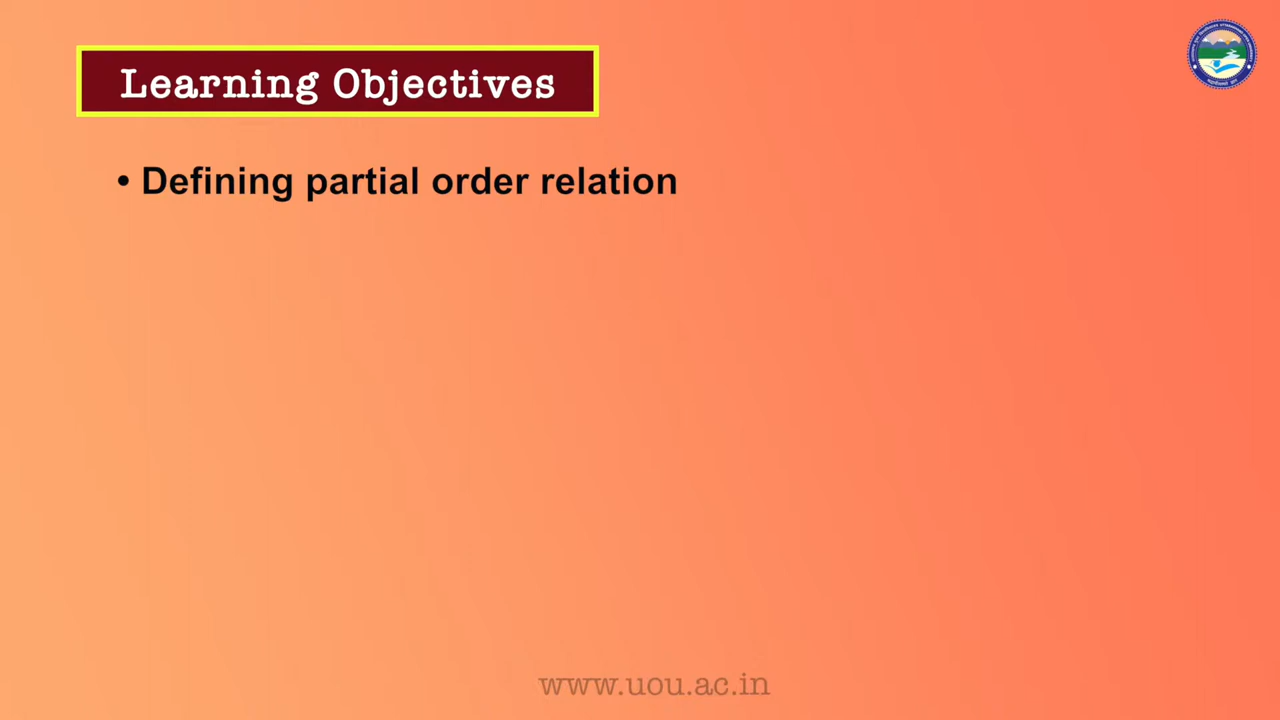 Learning Objectives
• Defining partial order relation
www.uou.ac.in